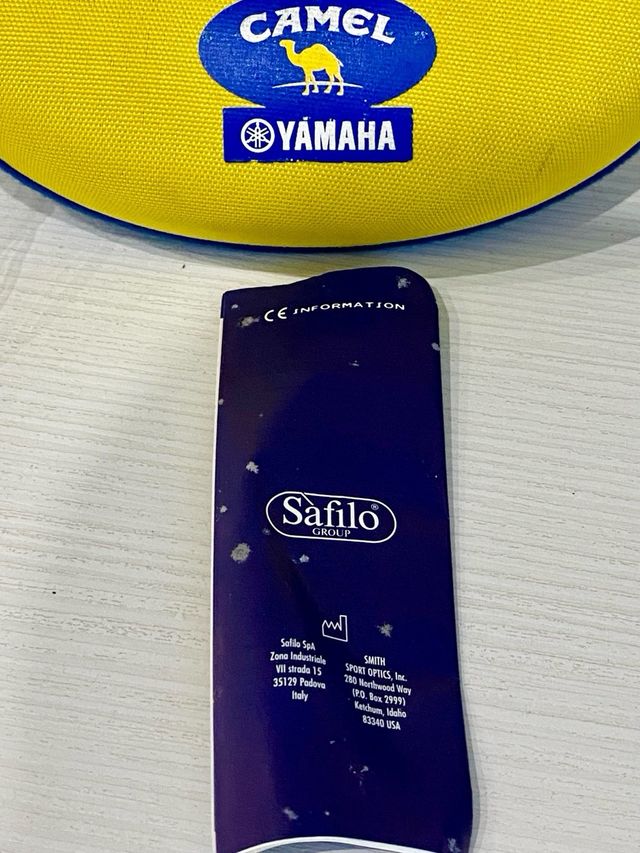 CAMEL
YAMAHA
CE INFORMATION
Sàfilo®
GROUP
Safilo SpA
Zona Industriale
VII strada 15
35129 Padova
Italy
SMITH
SPORT OPTICS, Inc.
280 Northwood Way
(P.O. Box 2999)
Ketchum, Idaho
83340 USA